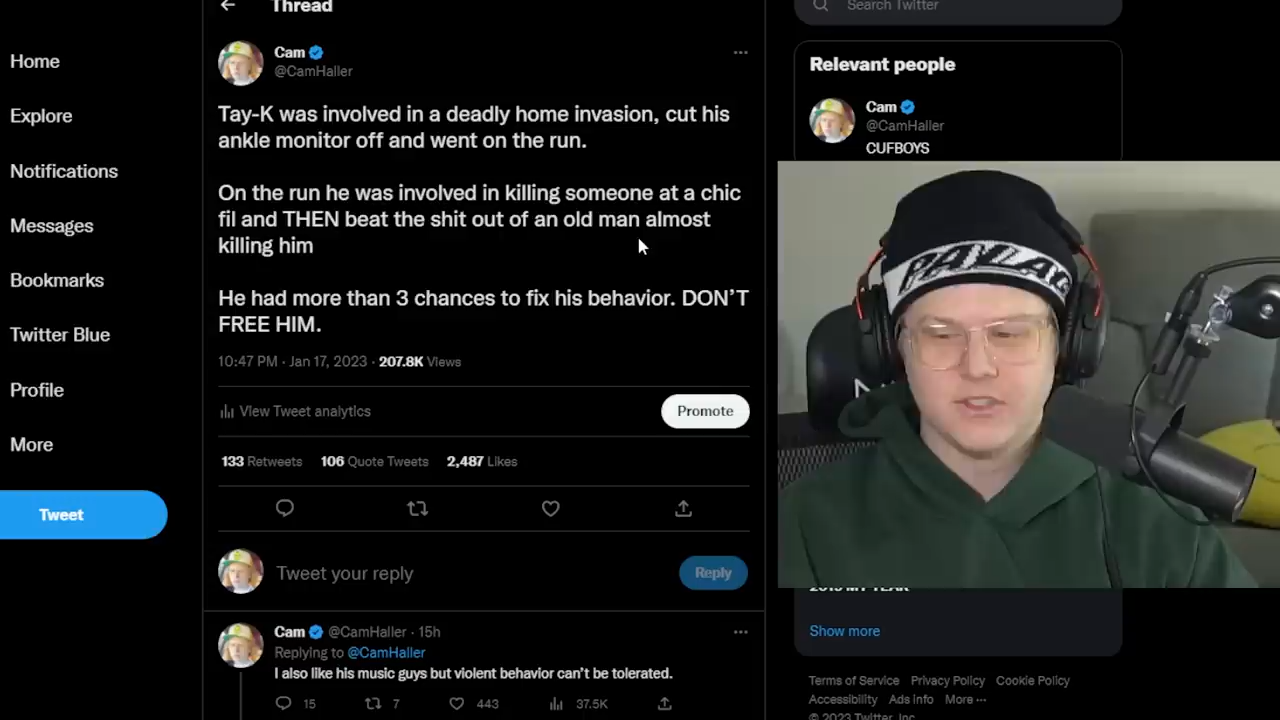 Thread
Search Twitter
Home
Explore
Notifications
Messages
Bookmarks
Twitter Blue
Profile
More
Tweet
Cam
@CamHaller
Tay-K was involved in a deadly home invasion, cut his
ankle monitor off and went on the run.
On the run he was involved in killing someone at a chic
fil and THEN beat the shit out of an old man almost
killing him
He had more than 3 chances to fix his behavior. DON'T
FREE HIM.
10:47 PM · Jan 17, 2023 · 207.8K Views
View Tweet analytics
Promote
133 Retweets 106 Quote Tweets 2,487 Likes
Tweet your reply
Reply
Cam @CamHaller · 15h
Replying to @CamHaller
I also like his music guys but violent behavior can't be tolerated.
15 7 443 37.5K
Relevant people
Cam
@CamHaller
CUFBOYS
Show more
Terms of Service Privacy Policy Cookie Policy
Accessibility Ads info More
© 2023 Twitter, Inc.